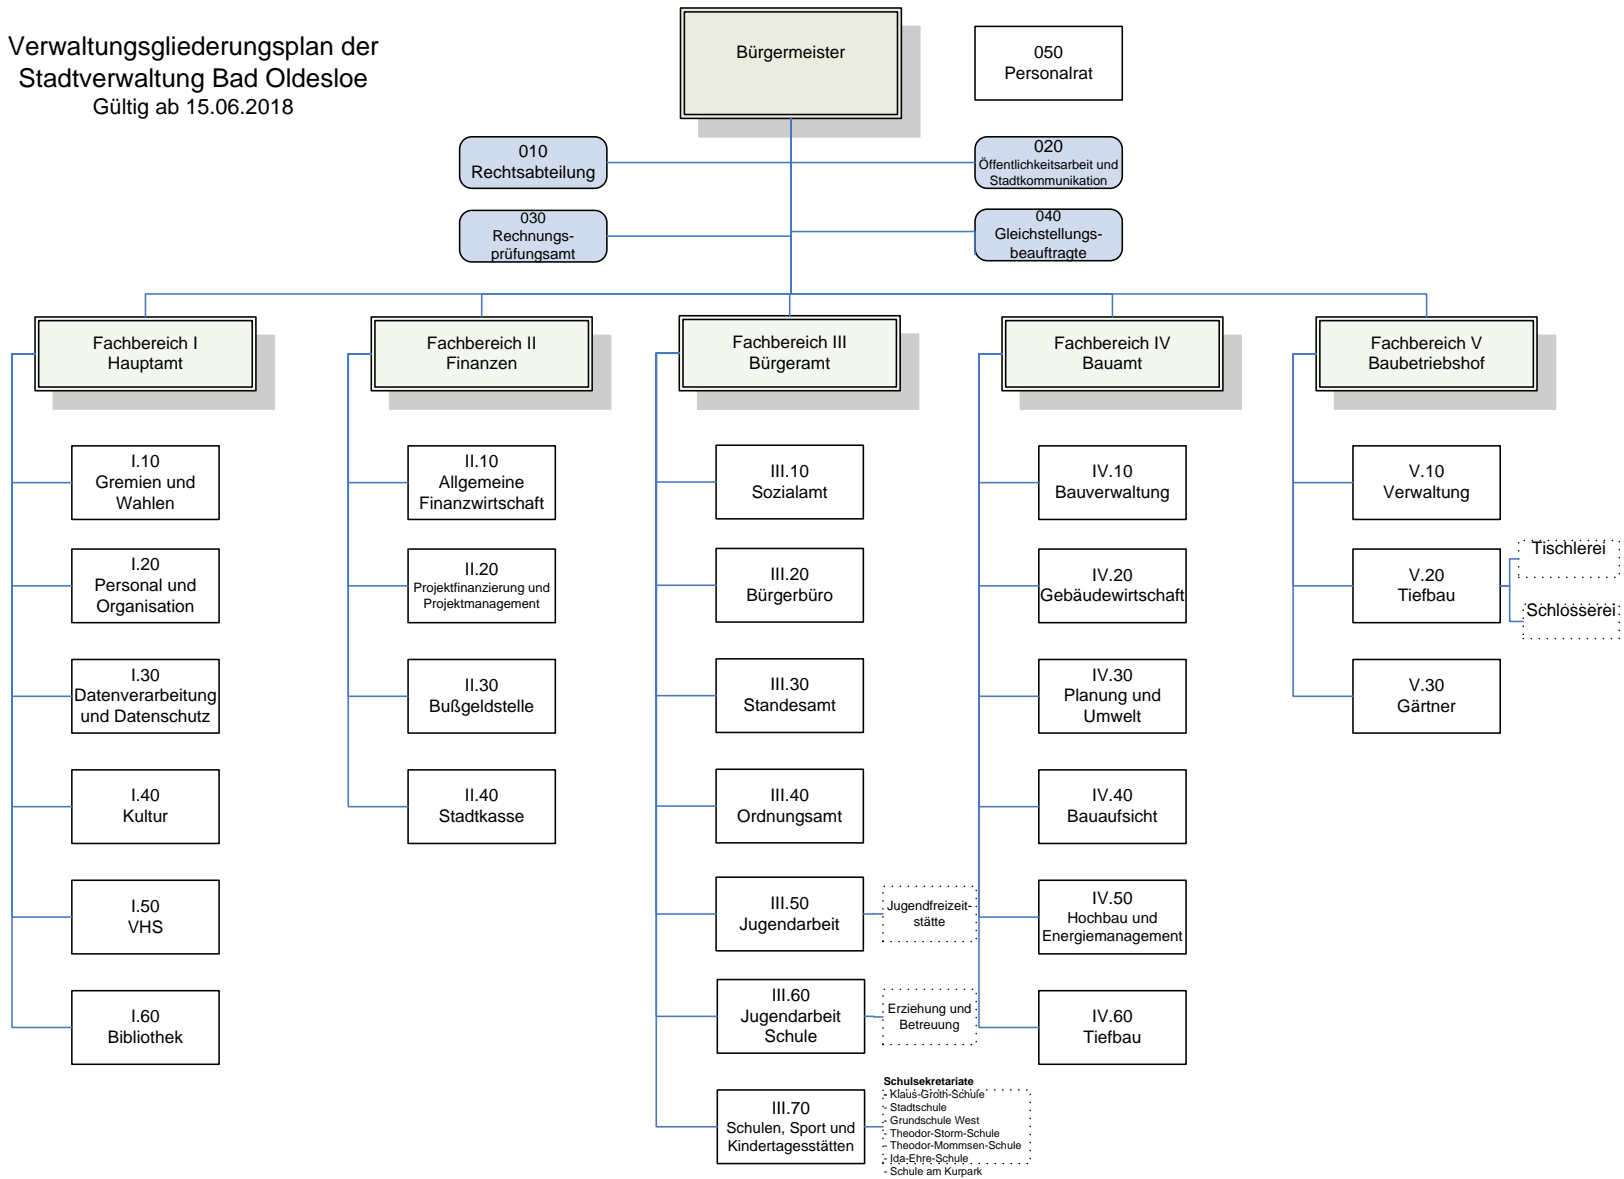 Verwaltungsgliederungsplan der
Stadtverwaltung Bad Oldesloe
Gültig ab 15.06.2018
Bürgermeister
050
Personalrat
010
Rechtsabteilung
020
Öffentlichkeitsarbeit und
Stadtkommunikation
030
Rechnungs-
prüfungsamt
040
Gleichstellungs-
beauftragte
Fachbereich I
Hauptamt
Fachbereich II
Finanzen
Fachbereich III
Bürgeramt
Fachbereich IV
Bauamt
Fachbereich V
Baubetriebshof
I.10
Gremien und
Wahlen
I.20
Personal und
Organisation
I.30
Datenverarbeitung
und Datenschutz
I.40
Kultur
I.50
VHS
I.60
Bibliothek
II.10
Allgemeine
Finanzwirtschaft
II.20
Projektfinanzierung und
Projektmanagement
II.30
Bußgeldstelle
II.40
Stadtkasse
III.10
Sozialamt
III.20
Bürgerbüro
III.30
Standesamt
III.40
Ordnungsamt
III.50
Jugendarbeit
Jugendfreizeit-
stätte
III.60
Jugendarbeit
Schule
Erziehung und
Betreuung
III.70
Schulen, Sport und
Kindertagesstätten
Schulsekretariate
- Klaus-Groth-Schule
- Stadtschule
- Grundschule West
- Theodor-Storm-Schule
- Theodor-Mommsen-Schule
- Ida-Ehre-Schule
- Schule am Kurpark
IV.10
Bauverwaltung
IV.20
Gebäudewirtschaft
IV.30
Planung und
Umwelt
IV.40
Bauaufsicht
IV.50
Hochbau und
Energiemanagement
IV.60
Tiefbau
V.10
Verwaltung
V.20
Tiefbau
Tischlerei
Schlosserei
V.30
Gärtner